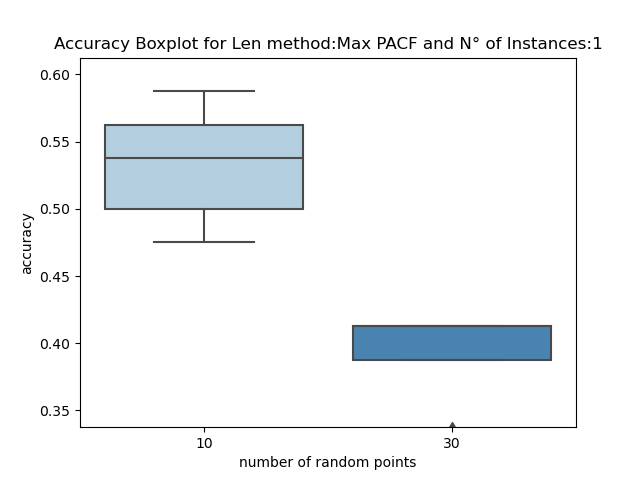 Accuracy Boxplot for Len method:Max PACF and N° of Instances:1
0.60
0.55
0.50
0.45
0.40
0.35
accuracy
10 30
number of random points